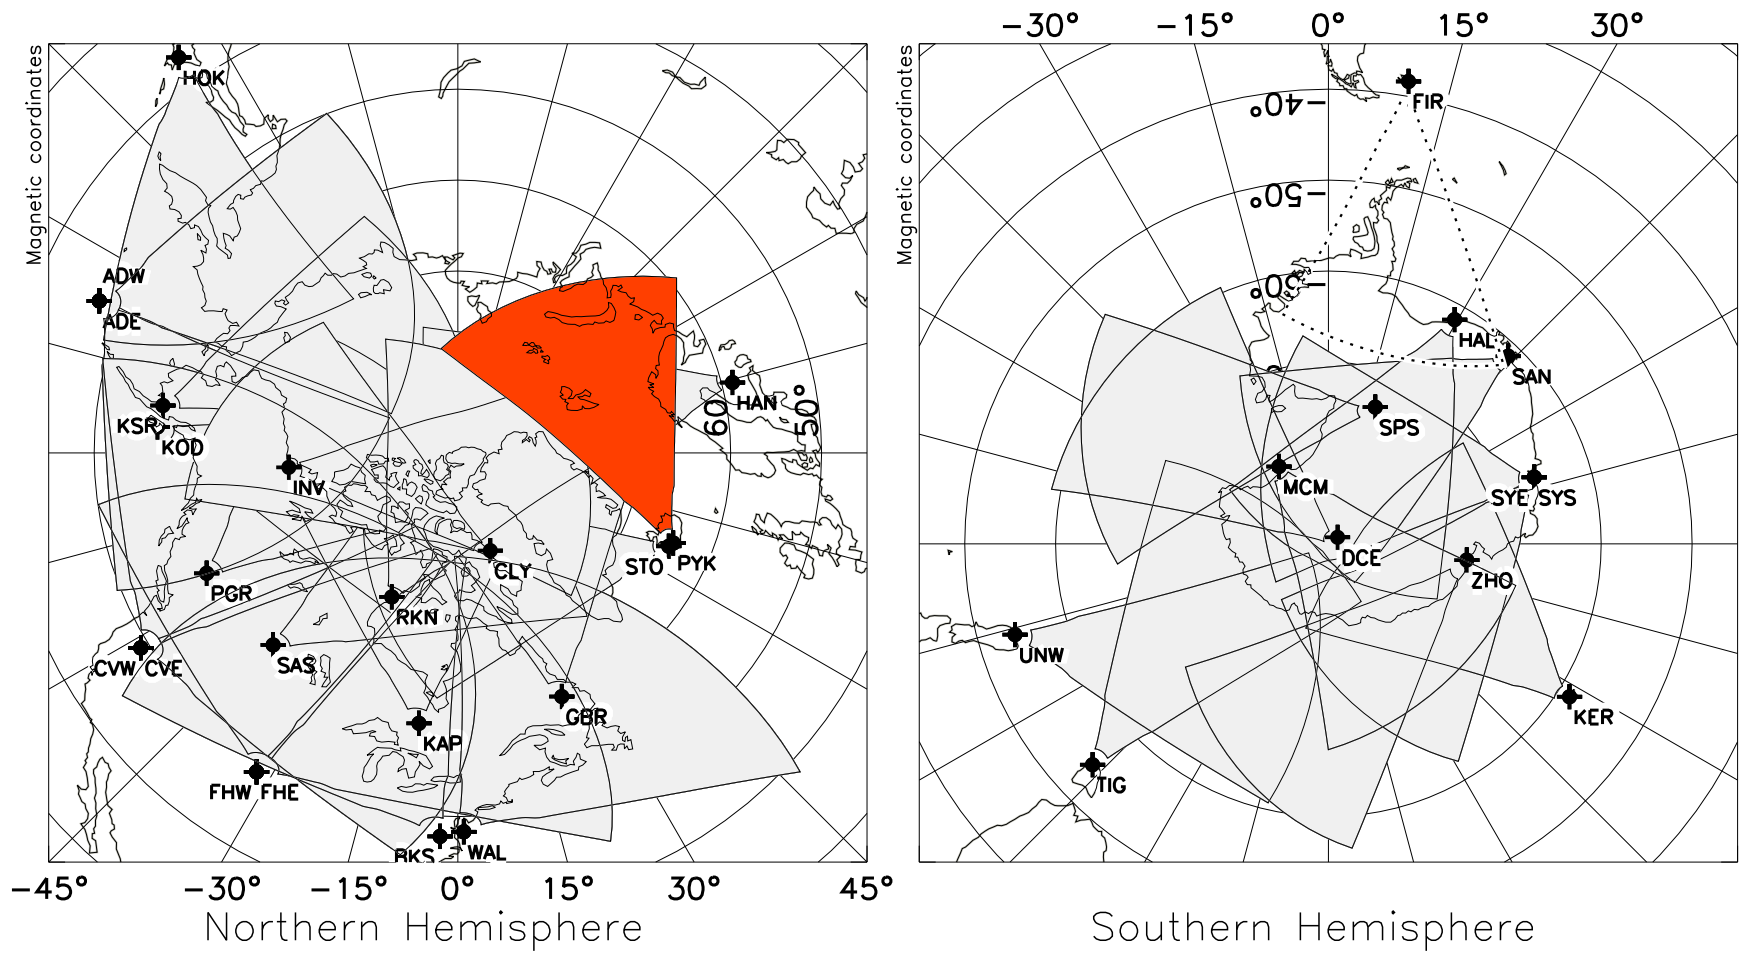 −30° −15° 0° 15° 30°
Magnetic coordinates
Magnetic coordinates
HOK
FIR
−40°
−50°
ADW
ADE
−60°
HAL
SAN
HAN
60
50°
KSR
KOD
SPS
INV
MCM
SYE SYS
STO PYK
DCE
CLY
ZHO
PGR
RKN
CVW CVE
SAS
UNW
GBR
KER
KAP
FHW FHE
TIG
BKS
WAL
−45° −30° −15° 0° 15° 30° 45°
Northern Hemisphere
Southern Hemisphere